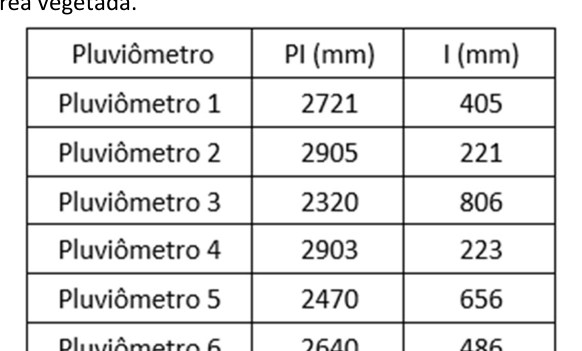 rea vegetada.
Pluviômetro PI (mm) I (mm)
Pluviômetro 1 2721 405
Pluviômetro 2 2905 221
Pluviômetro 3 2320 806
Pluviômetro 4 2903 223
Pluviômetro 5 2470 656
Pluviômetro 6 2640 486